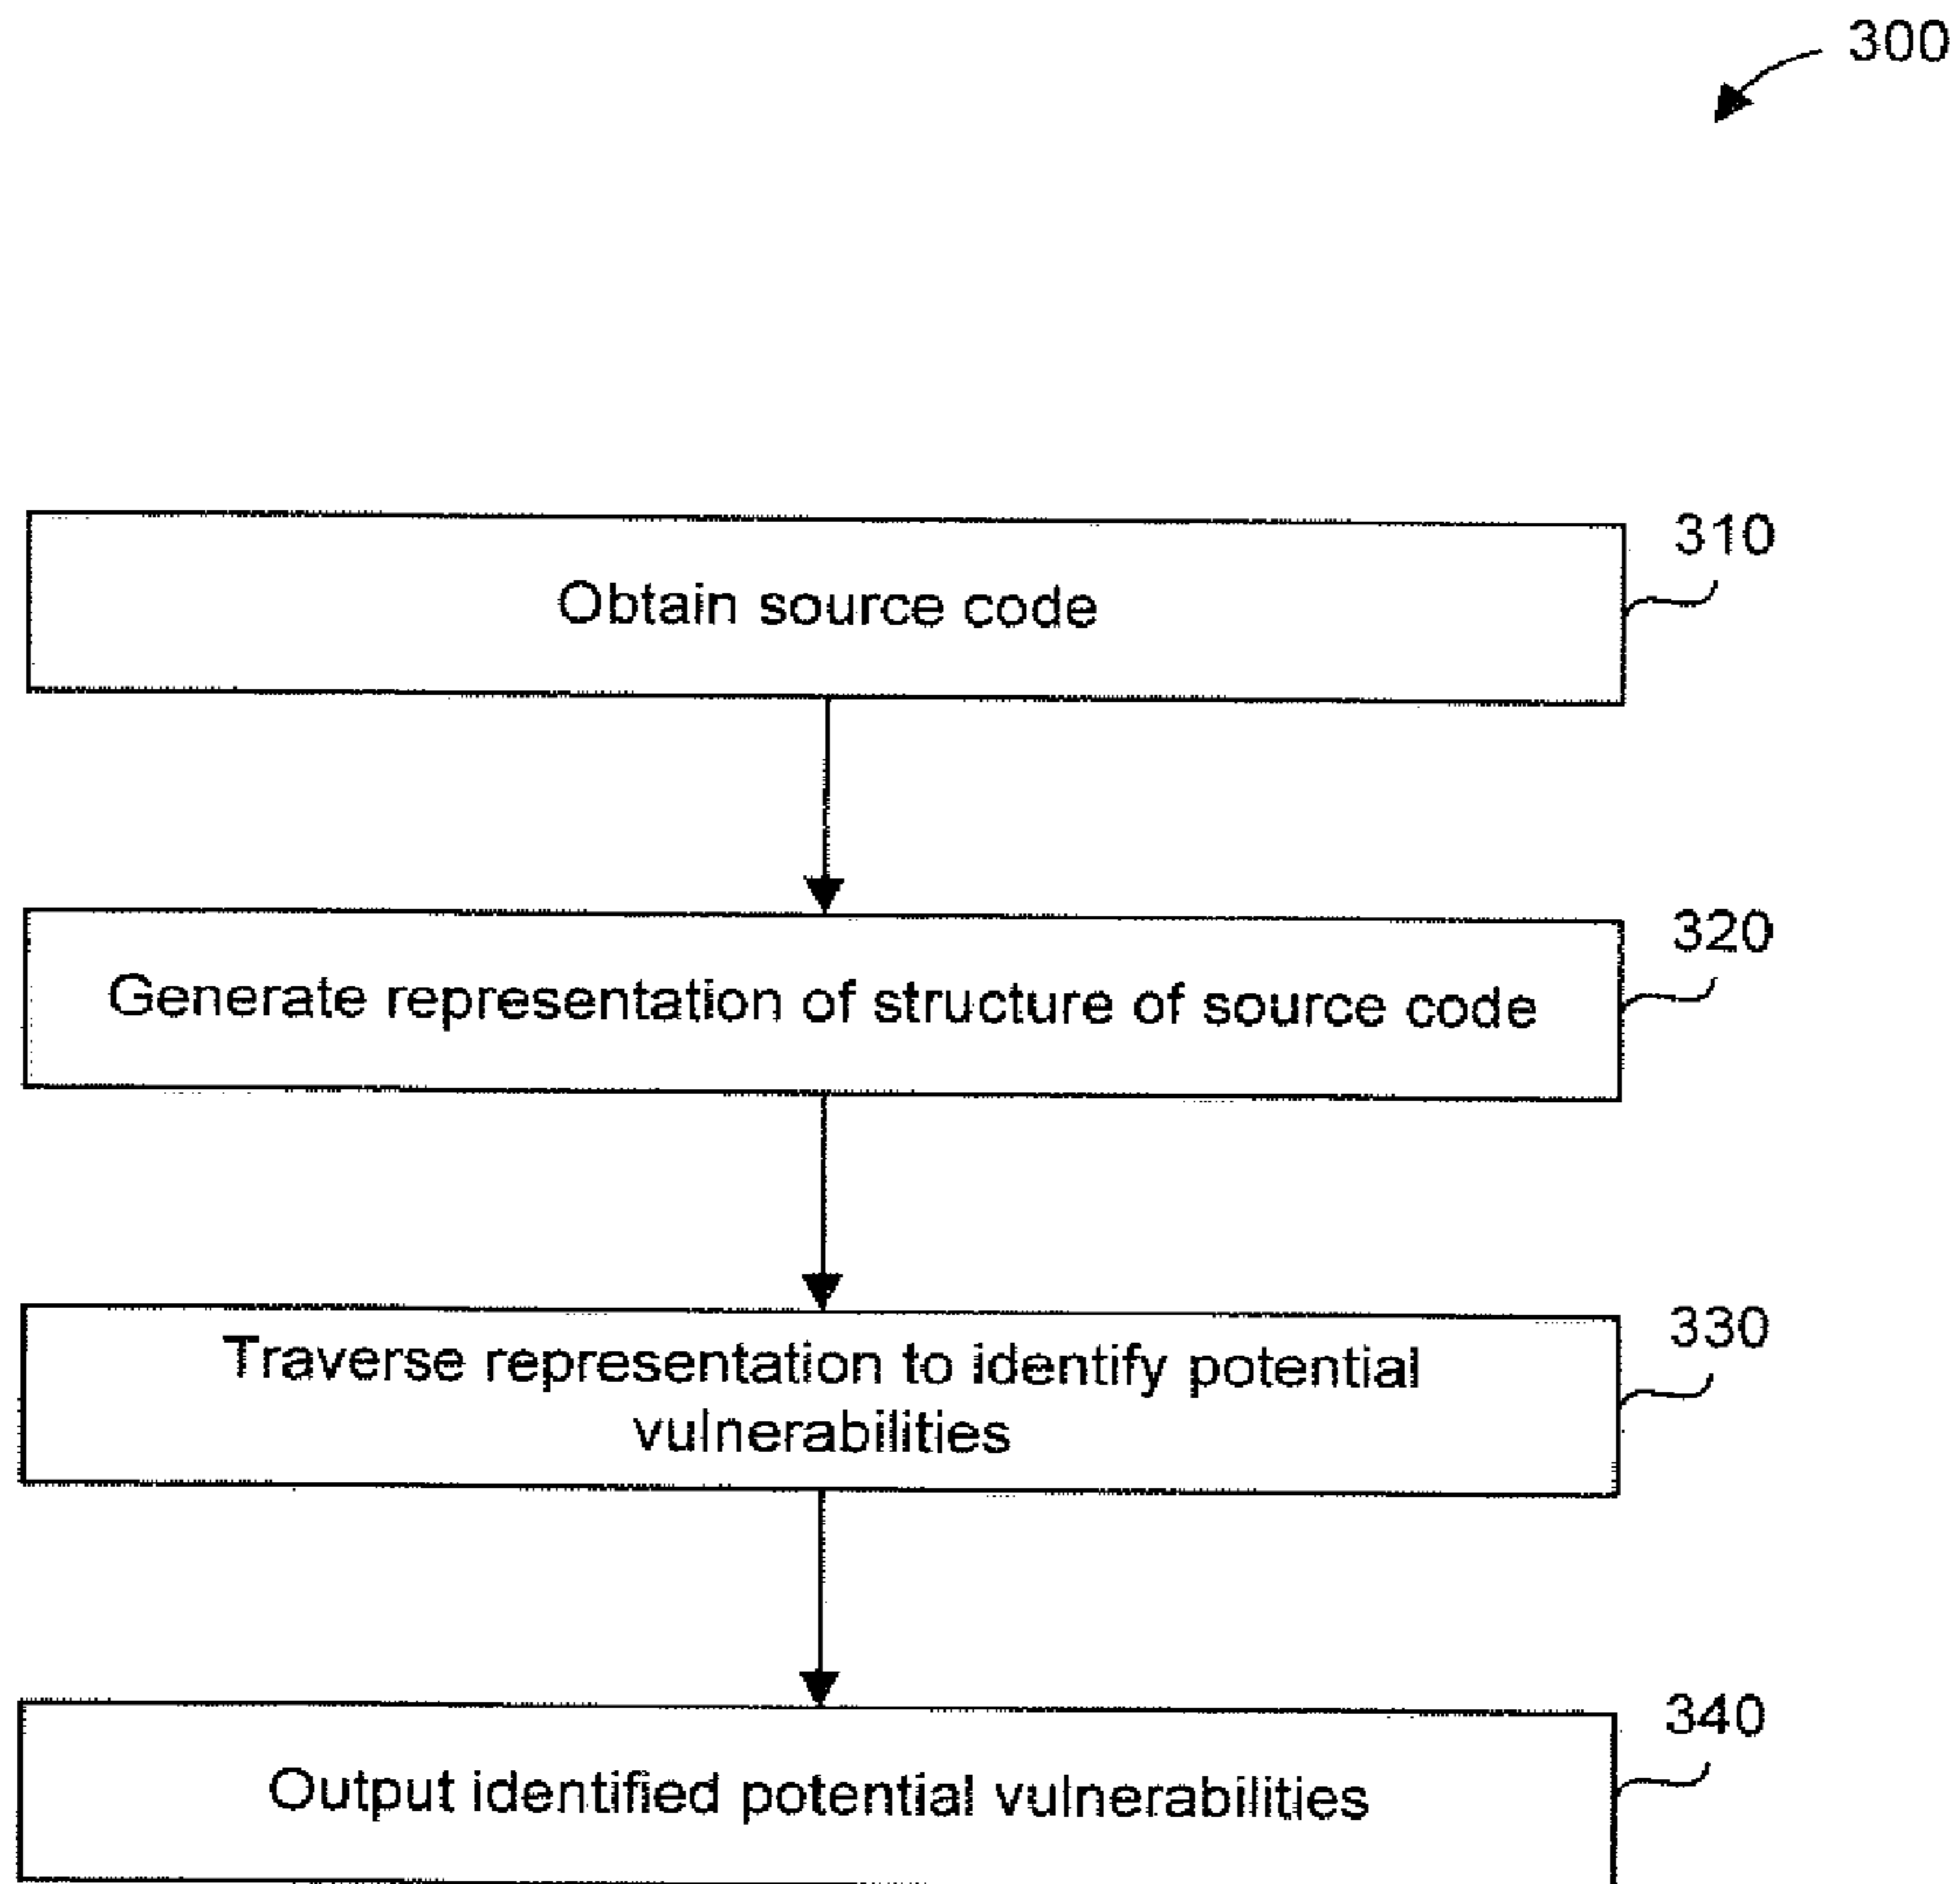 300
310
Obtain source code
320
Generate representation of structure of source code
330
Traverse representation to identify potential
vulnerabilities
340
Output identified potential vulnerabilities